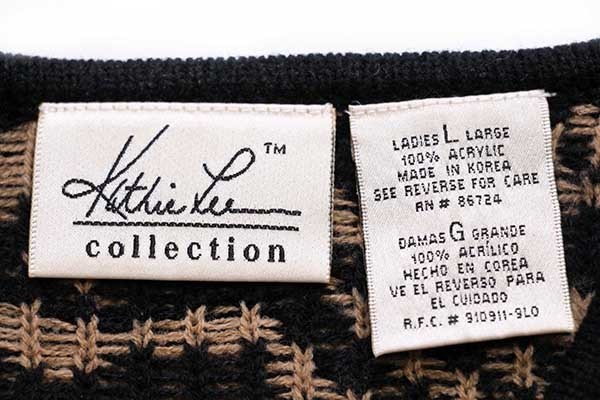 Kathie Lee™
collection
LADIES L LARGE
100% ACRYLIC
MADE IN KOREA
SEE REVERSE FOR CARE
RN # 86724
DAMAS G GRANDE
100% ACRÍLICO
HECHO EN COREA
VE EL REVERSO PARA
EL CUIDADO
R.F.C. # 910911-9L0